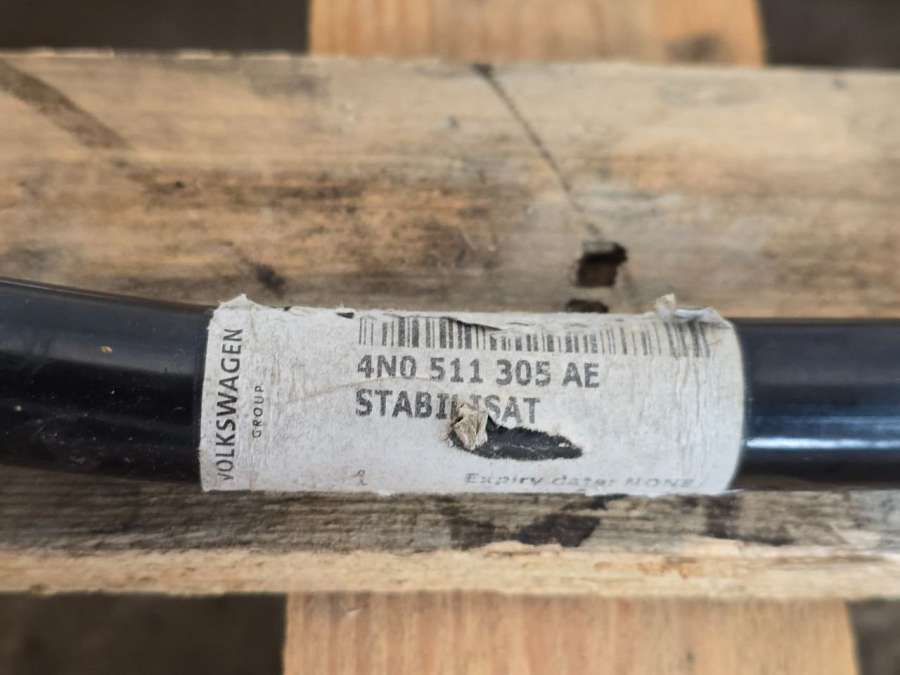 VOLKSWAGEN
GROUP
4N0 511 305 AE
STABILISAT
Expiry date: NONE